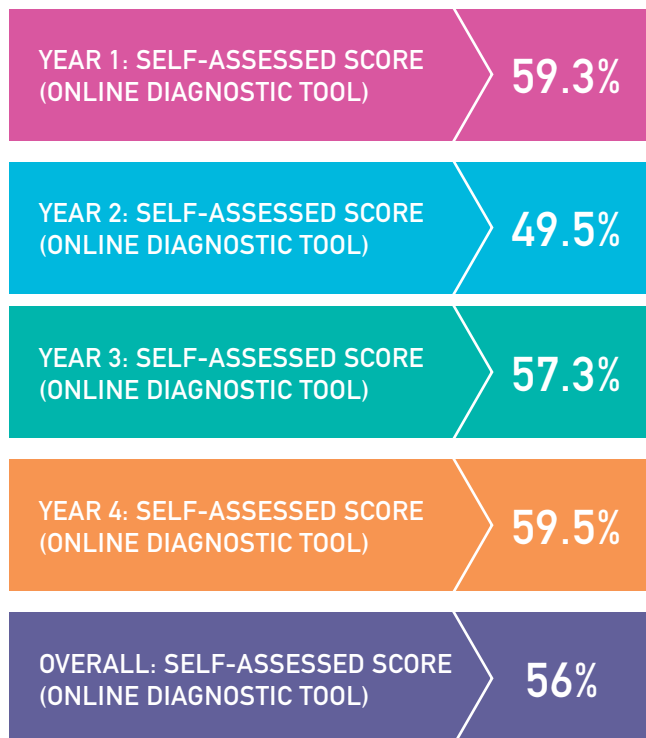 YEAR 1: SELF-ASSESSED SCORE
(ONLINE DIAGNOSTIC TOOL)
59.3%
YEAR 2: SELF-ASSESSED SCORE
(ONLINE DIAGNOSTIC TOOL)
49.5%
YEAR 3: SELF-ASSESSED SCORE
(ONLINE DIAGNOSTIC TOOL)
57.3%
YEAR 4: SELF-ASSESSED SCORE
(ONLINE DIAGNOSTIC TOOL)
59.5%
OVERALL: SELF-ASSESSED SCORE
(ONLINE DIAGNOSTIC TOOL)
56%